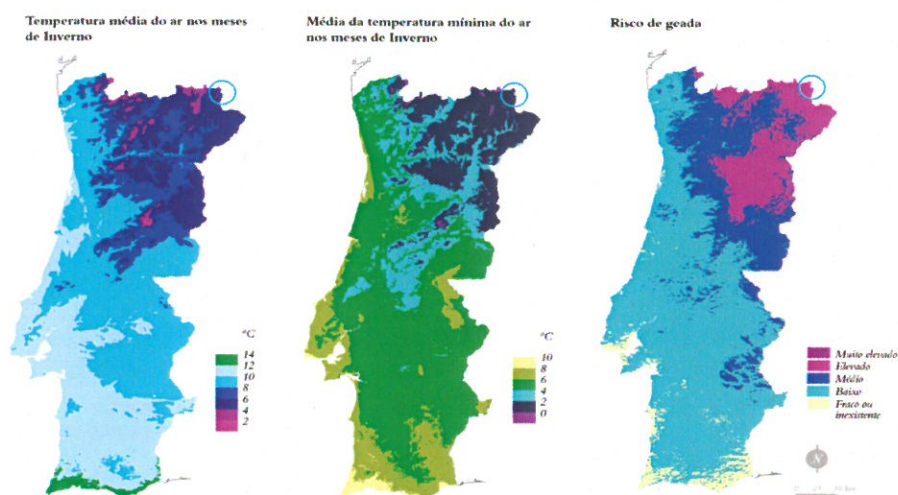 Temperatura média do ar nos meses
de Inverno
Média da temperatura mínima do ar
nos meses de Inverno
Risco de geada
°C
14
12
10
8
6
4
2
°C
10
8
6
4
2
0
Muito elevado
Elevado
Médio
Baixo
Fraco ou
inexistente
N